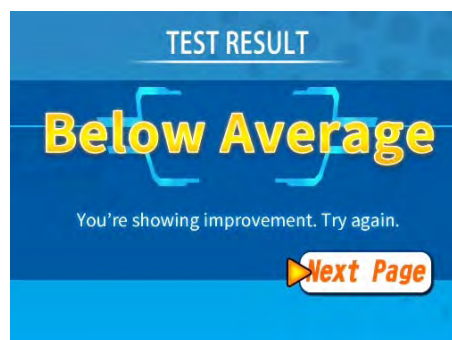 TEST RESULT
Below Average
You're showing improvement. Try again.
Next Page